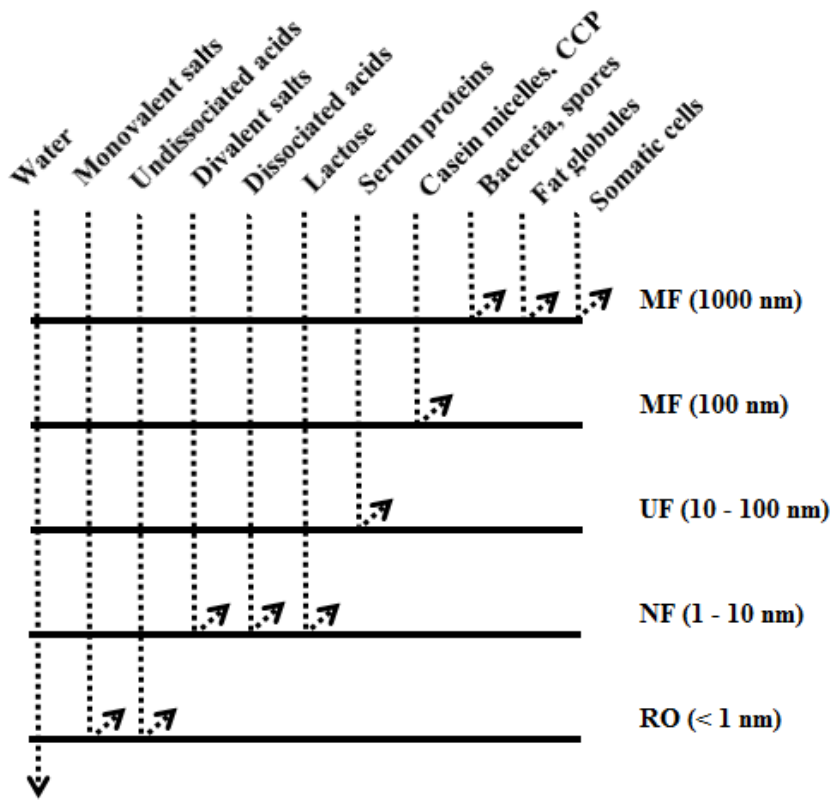 Water
Monovalent salts
Undissociated acids
Divalent salts
Dissociated acids
Lactose
Serum proteins
Casein micelles. CCP
Bacteria, spores
Fat globules
Somatic cells
MF (1000 nm)
MF (100 nm)
UF (10 - 100 nm)
NF (1 - 10 nm)
RO (< 1 nm)